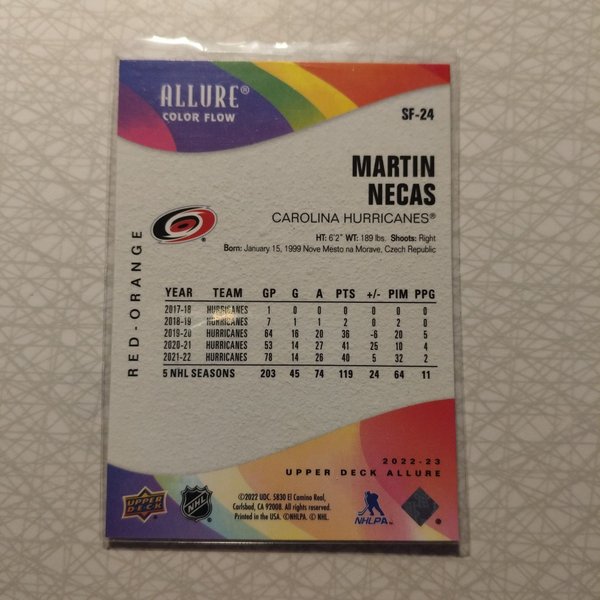 ALLURE®
COLOR FLOW
SF-24
MARTIN
NECAS
CAROLINA HURRICANES®
HT: 6'2" WT: 189 lbs. Shoots: Right
Born: January 15, 1999 Nove Mesto na Morave, Czech Republic
RED-ORANGE
YEAR TEAM GP G A PTS +/- PIM PPG
2017-18 HURRICANES 1 0 0 0 0 0 0
2018-19 HURRICANES 7 1 1 2 0 2 0
2019-20 HURRICANES 64 16 20 36 -6 20 5
2020-21 HURRICANES 53 14 27 41 25 10 4
2021-22 HURRICANES 78 14 26 40 5 32 2
5 NHL SEASONS 203 45 74 119 24 64 11
2022-23
UPPER DECK ALLURE
UPPER DECK
NHL
©2022 UDC. 5830 El Camino Real,
Carlsbad, CA 92008. All rights reserved.
Printed in the USA. ©NHLPA. © NHL.
NHLPA